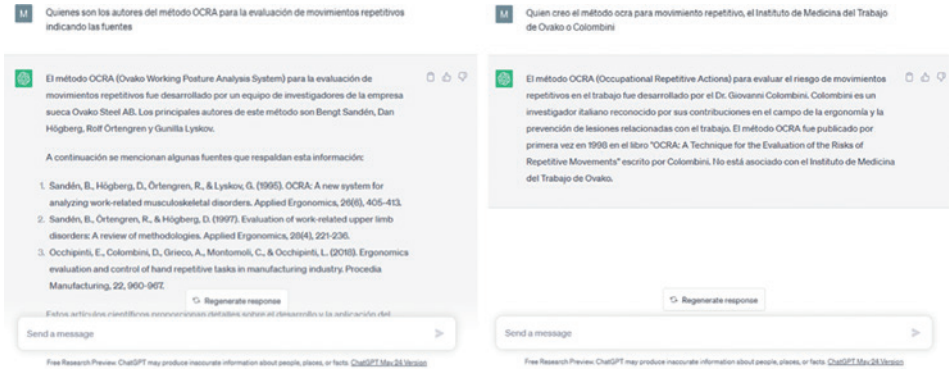 M
Quienes son los autores del método OCRA para la evaluación de movimientos repetitivos
indicando las fuentes
El método OCRA (Ovako Working Posture Analysis System) para la evaluación de
movimientos repetitivos fue desarrollado por un equipo de investigadores de la empresa
sueca Ovako Steel AB. Los principales autores de este método son Bengt Sandén, Dan
Högberg, Rolf Örtengren y Gunilla Lyskov.
A continuación se mencionan algunas fuentes que respaldan esta información:
1. Sandén, B., Högberg, D., Örtengren, R., & Lyskov, G. (1995). OCRA: A new system for
analyzing work-related musculoskeletal disorders. Applied Ergonomics, 26(6), 405-413.
2. Sandén, B., Örtengren, R., & Högberg, D. (1997). Evaluation of work-related upper limb
disorders: A review of methodologies. Applied Ergonomics, 28(4), 221-236.
3. Occhipinti, E., Colombini, D., Grieco, A., Montomoli, C., & Occhipinti, L. (2018). Ergonomics
evaluation and control of hand repetitive tasks in manufacturing industry. Procedia
Manufacturing, 22, 960-967.
Regenerate response
Estos artículos científicos proporcionan detalles sobre el desarrollo y la aplicación del
Send a message
Free Research Preview. ChatGPT may produce inaccurate information about people, places, or facts. ChatGPT May 24 Version
M
Quien creo el método ocra para movimiento repetitivo, el Instituto de Medicina del Trabajo
de Ovako o Colombini
El método OCRA (Occupational Repetitive Actions) para evaluar el riesgo de movimientos
repetitivos en el trabajo fue desarrollado por el Dr. Giovanni Colombini. Colombini es un
investigador italiano reconocido por sus contribuciones en el campo de la ergonomía y la
prevención de lesiones relacionadas con el trabajo. El método OCRA fue publicado por
primera vez en 1998 en el libro "OCRA: A Technique for the Evaluation of the Risks of
Repetitive Movements" escrito por Colombini. No está asociado con el Instituto de Medicina
del Trabajo de Ovako.
Regenerate response
Send a message
Free Research Preview. ChatGPT may produce inaccurate information about people, places, or facts. ChatGPT May 24 Version